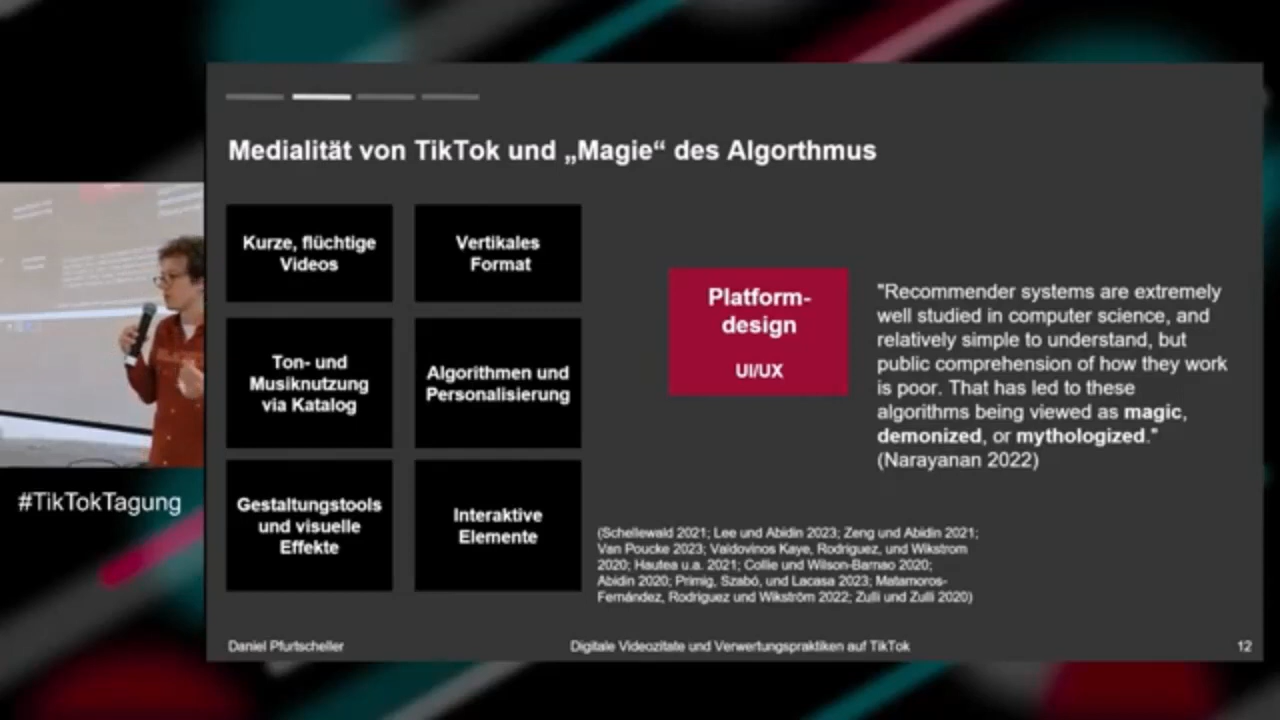 Medialität von TikTok und „Magie“ des Algorthmus
Kurze, flüchtige
Videos
Vertikales
Format
Ton- und
Musiknutzung
via Katalog
Algorithmen und
Personalisierung
Gestaltungstools
und visuelle
Effekte
Interaktive
Elemente
Platform-
design
UI/UX
"Recommender systems are extremely
well studied in computer science, and
relatively simple to understand, but
public comprehension of how they work
is poor. That has led to these
algorithms being viewed as magic,
demonized, or mythologized."
(Narayanan 2022)
(Schellewald 2021; Lee und Abidin 2023; Zeng und Abidin 2021;
Van Poucke 2023; Valdovinos Kaye, Rodriguez, und Wikstrom
2020; Hautea u.a. 2021; Collie und Wilson-Barnao 2020;
Abidin 2020; Primig, Szabó, und Lacasa 2023; Matamoros-
Fernández, Rodriguez und Wikström 2022; Zulli und Zulli 2020)
#TikTokTagung
Daniel Pfurtscheller
Digitale Videozitate und Verwertungspraktiken auf TikTok
12